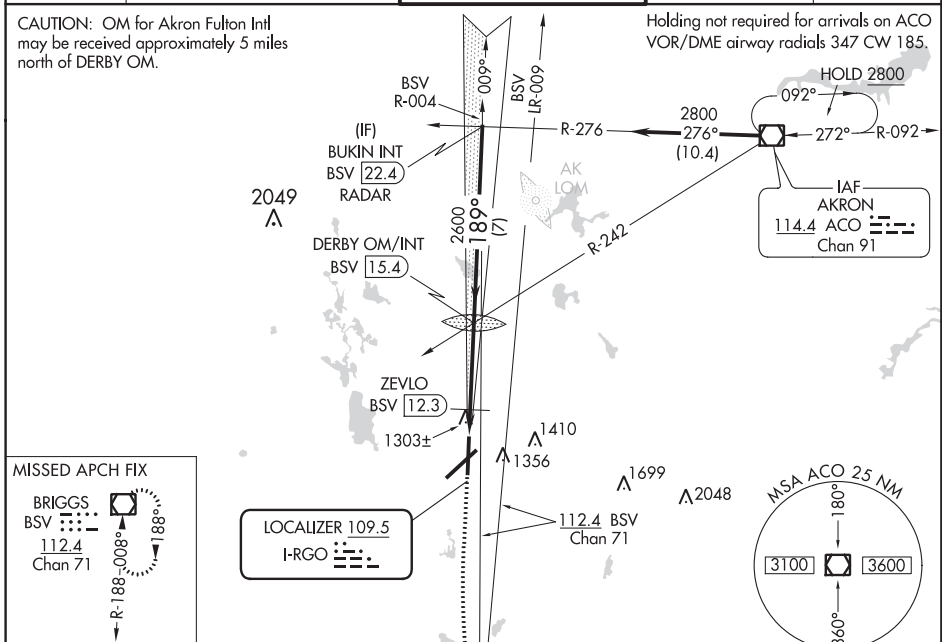 CAUTION: OM for Akron Fulton Intl
may be received approximately 5 miles
north of DERBY OM.
Holding not required for arrivals on ACO
VOR/DME airway radials 347 CW 185.
HOLD 2800
092°
272°
R-092
BSV
R-004
009°
BSV
LR-009
R-276
2800
276°
(10.4)
(IF)
BUKIN INT
BSV 22.4
RADAR
AK
LOM
IAF
AKRON
114.4 ACO
Chan 91
2049
2600
189°
(7)
R-242
DERBY OM/INT
BSV 15.4
ZEVLO
BSV 12.3
1303±
1410
1356
1699
2048
MISSED APCH FIX
BRIGGS
BSV
112.4
Chan 71
188°
R-188
008°
LOCALIZER 109.5
I-RGO
112.4 BSV
Chan 71
MSA ACO 25 NM
180°
3100
3600
360°